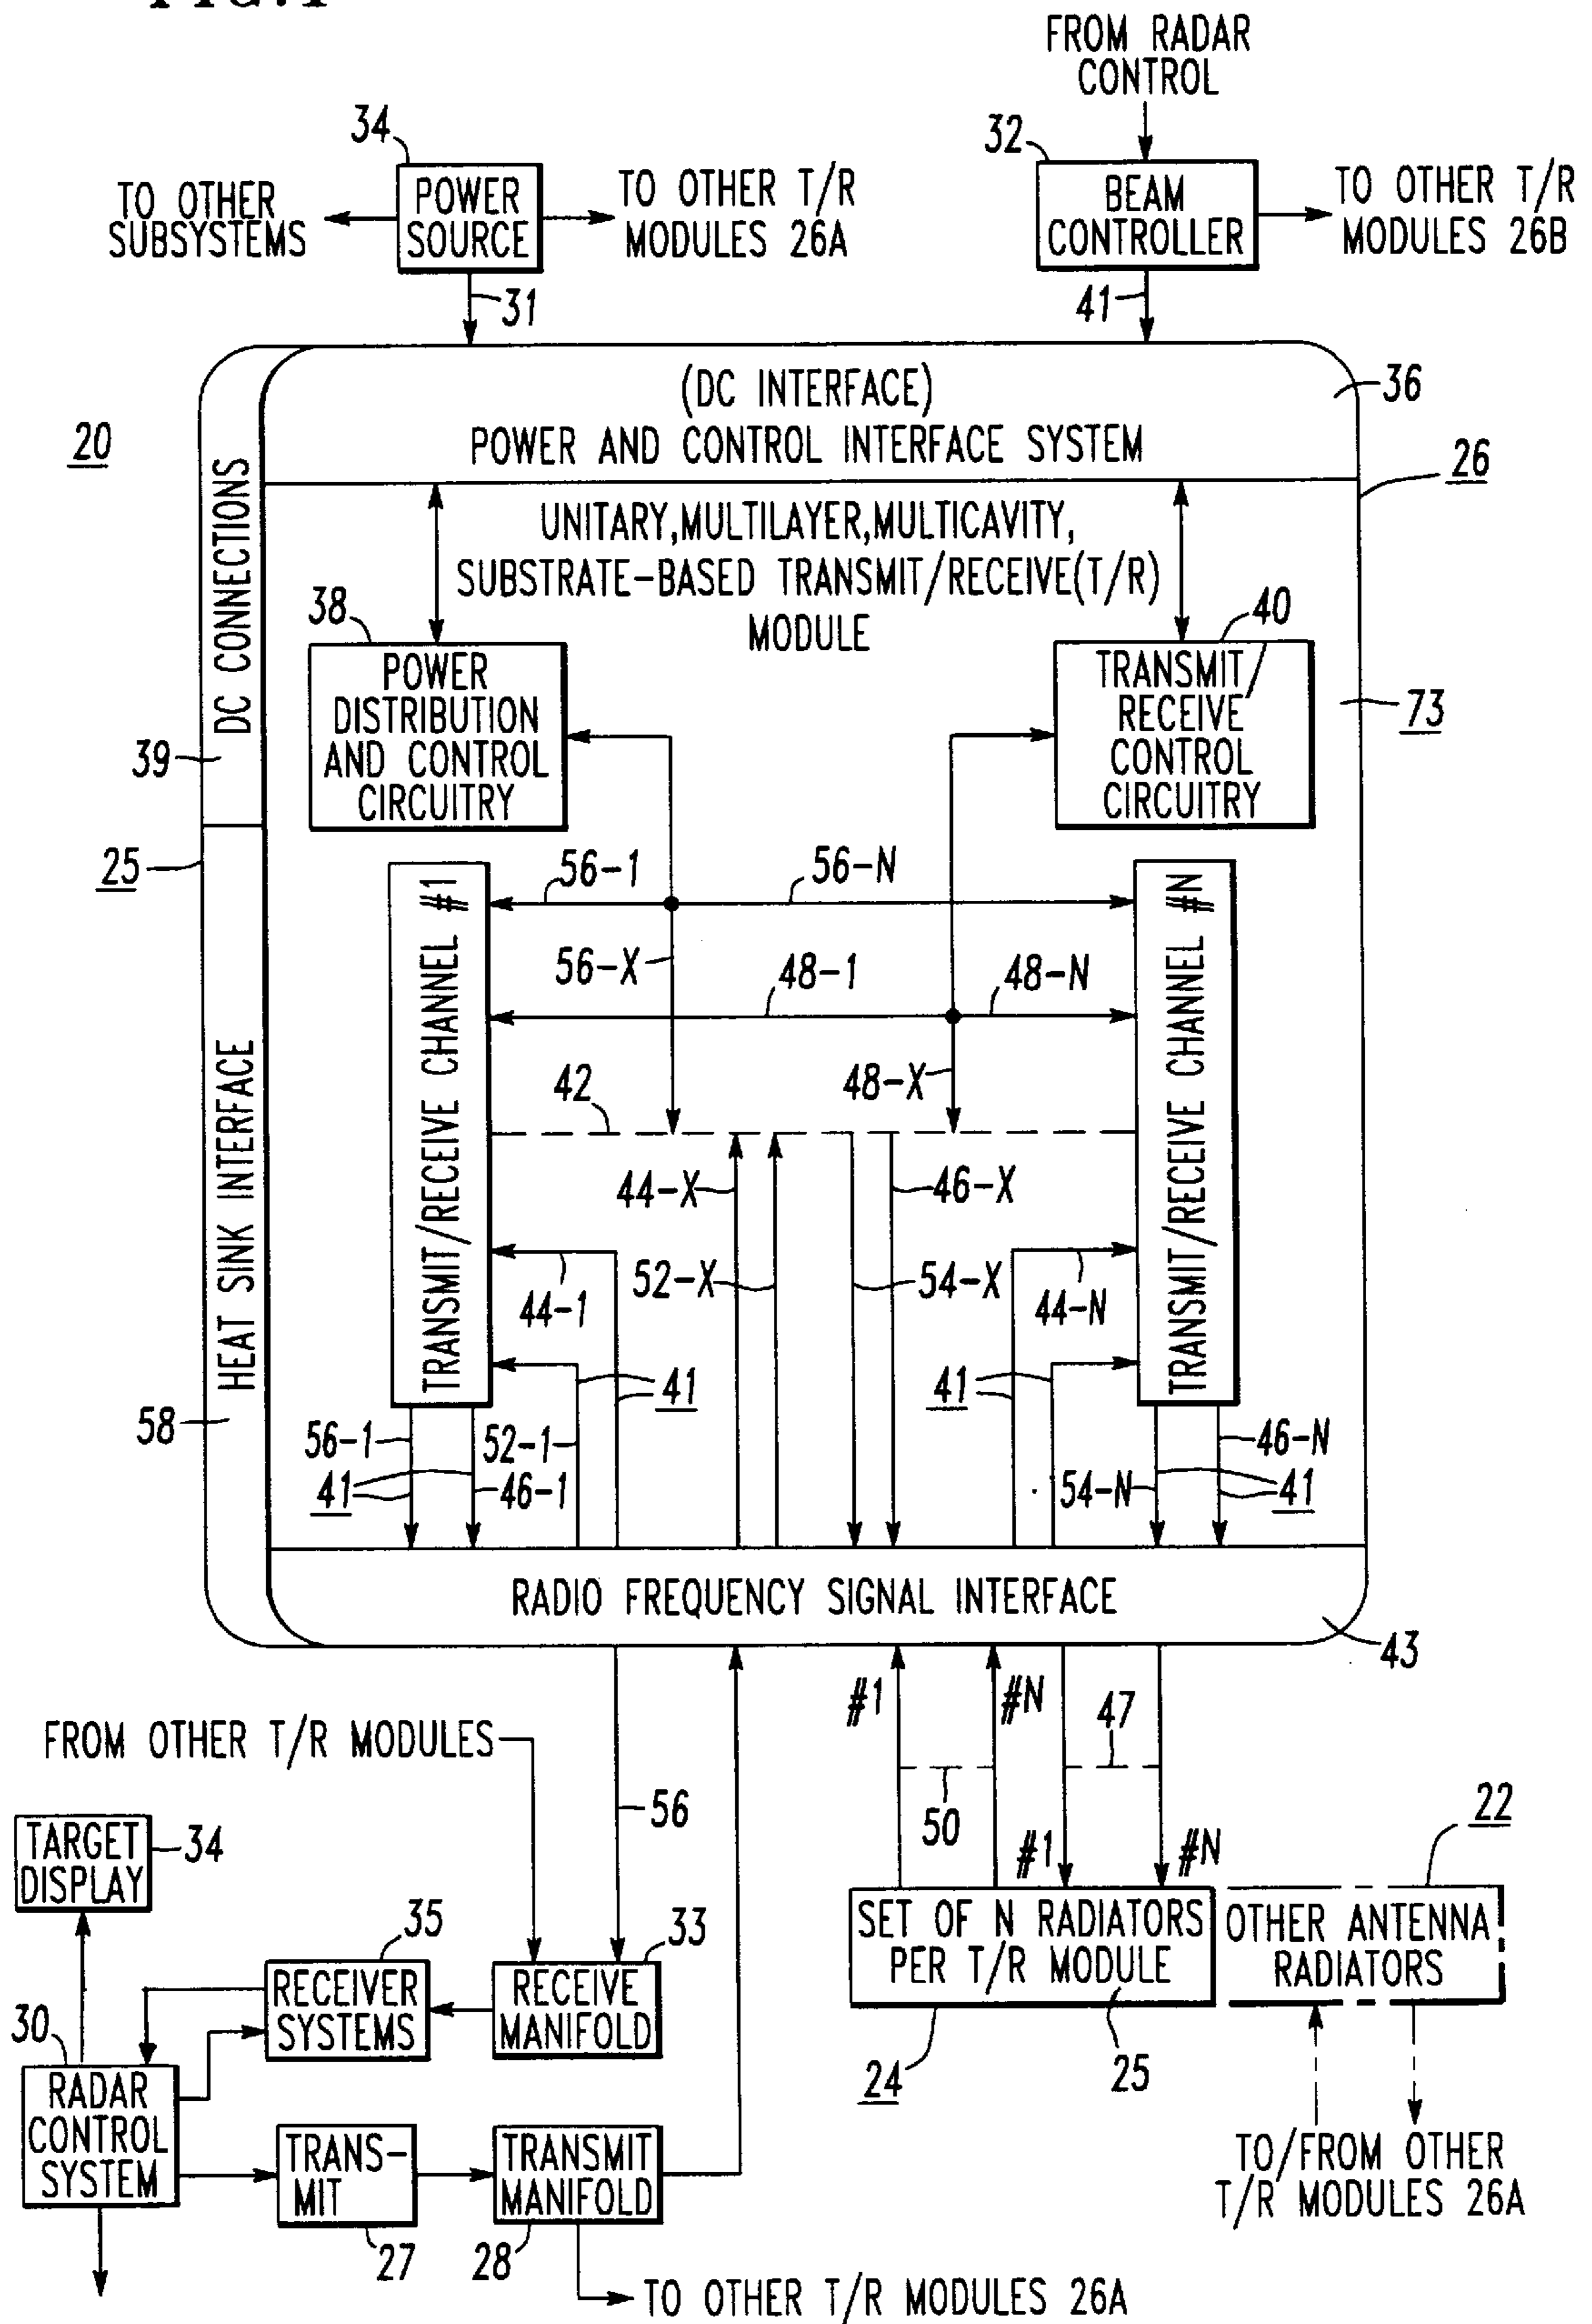 FIG.1
FROM RADAR
CONTROL
34
32
TO OTHER
SUBSYSTEMS
POWER
SOURCE
TO OTHER T/R
MODULES 26A
BEAM
CONTROLLER
TO OTHER T/R
MODULES 26B
31
41
(DC INTERFACE)
POWER AND CONTROL INTERFACE SYSTEM
36
20
26
DC CONNECTIONS
UNITARY,MULTILAYER,MULTICAVITY,
SUBSTRATE-BASED TRANSMIT/RECEIVE(T/R)
MODULE
38
40
POWER
DISTRIBUTION
AND CONTROL
CIRCUITRY
TRANSMIT
RECEIVE
CONTROL
CIRCUITRY
73
39
25
56-1
56-N
TRANSMIT/RECEIVE CHANNEL #1
TRANSMIT/RECEIVE CHANNEL #N
56-X
48-1
48-N
HEAT SINK INTERFACE
42
48-X
44-X
46-X
52-X
54-X
44-1
44-N
41
41
58
56-1
52-1
46-N
41
46-1
54-N
41
RADIO FREQUENCY SIGNAL INTERFACE
43
#1
#N
47
FROM OTHER T/R MODULES
56
50
22
#1
#N
TARGET
DISPLAY
34
SET OF N RADIATORS
PER T/R MODULE
OTHER ANTENNA
RADIATORS
35
33
RECEIVER
SYSTEMS
RECEIVE
MANIFOLD
30
24
25
RADAR
CONTROL
SYSTEM
TRANS-
MIT
TRANSMIT
MANIFOLD
TO/FROM OTHER
T/R MODULES 26A
27
28
TO OTHER T/R MODULES 26A